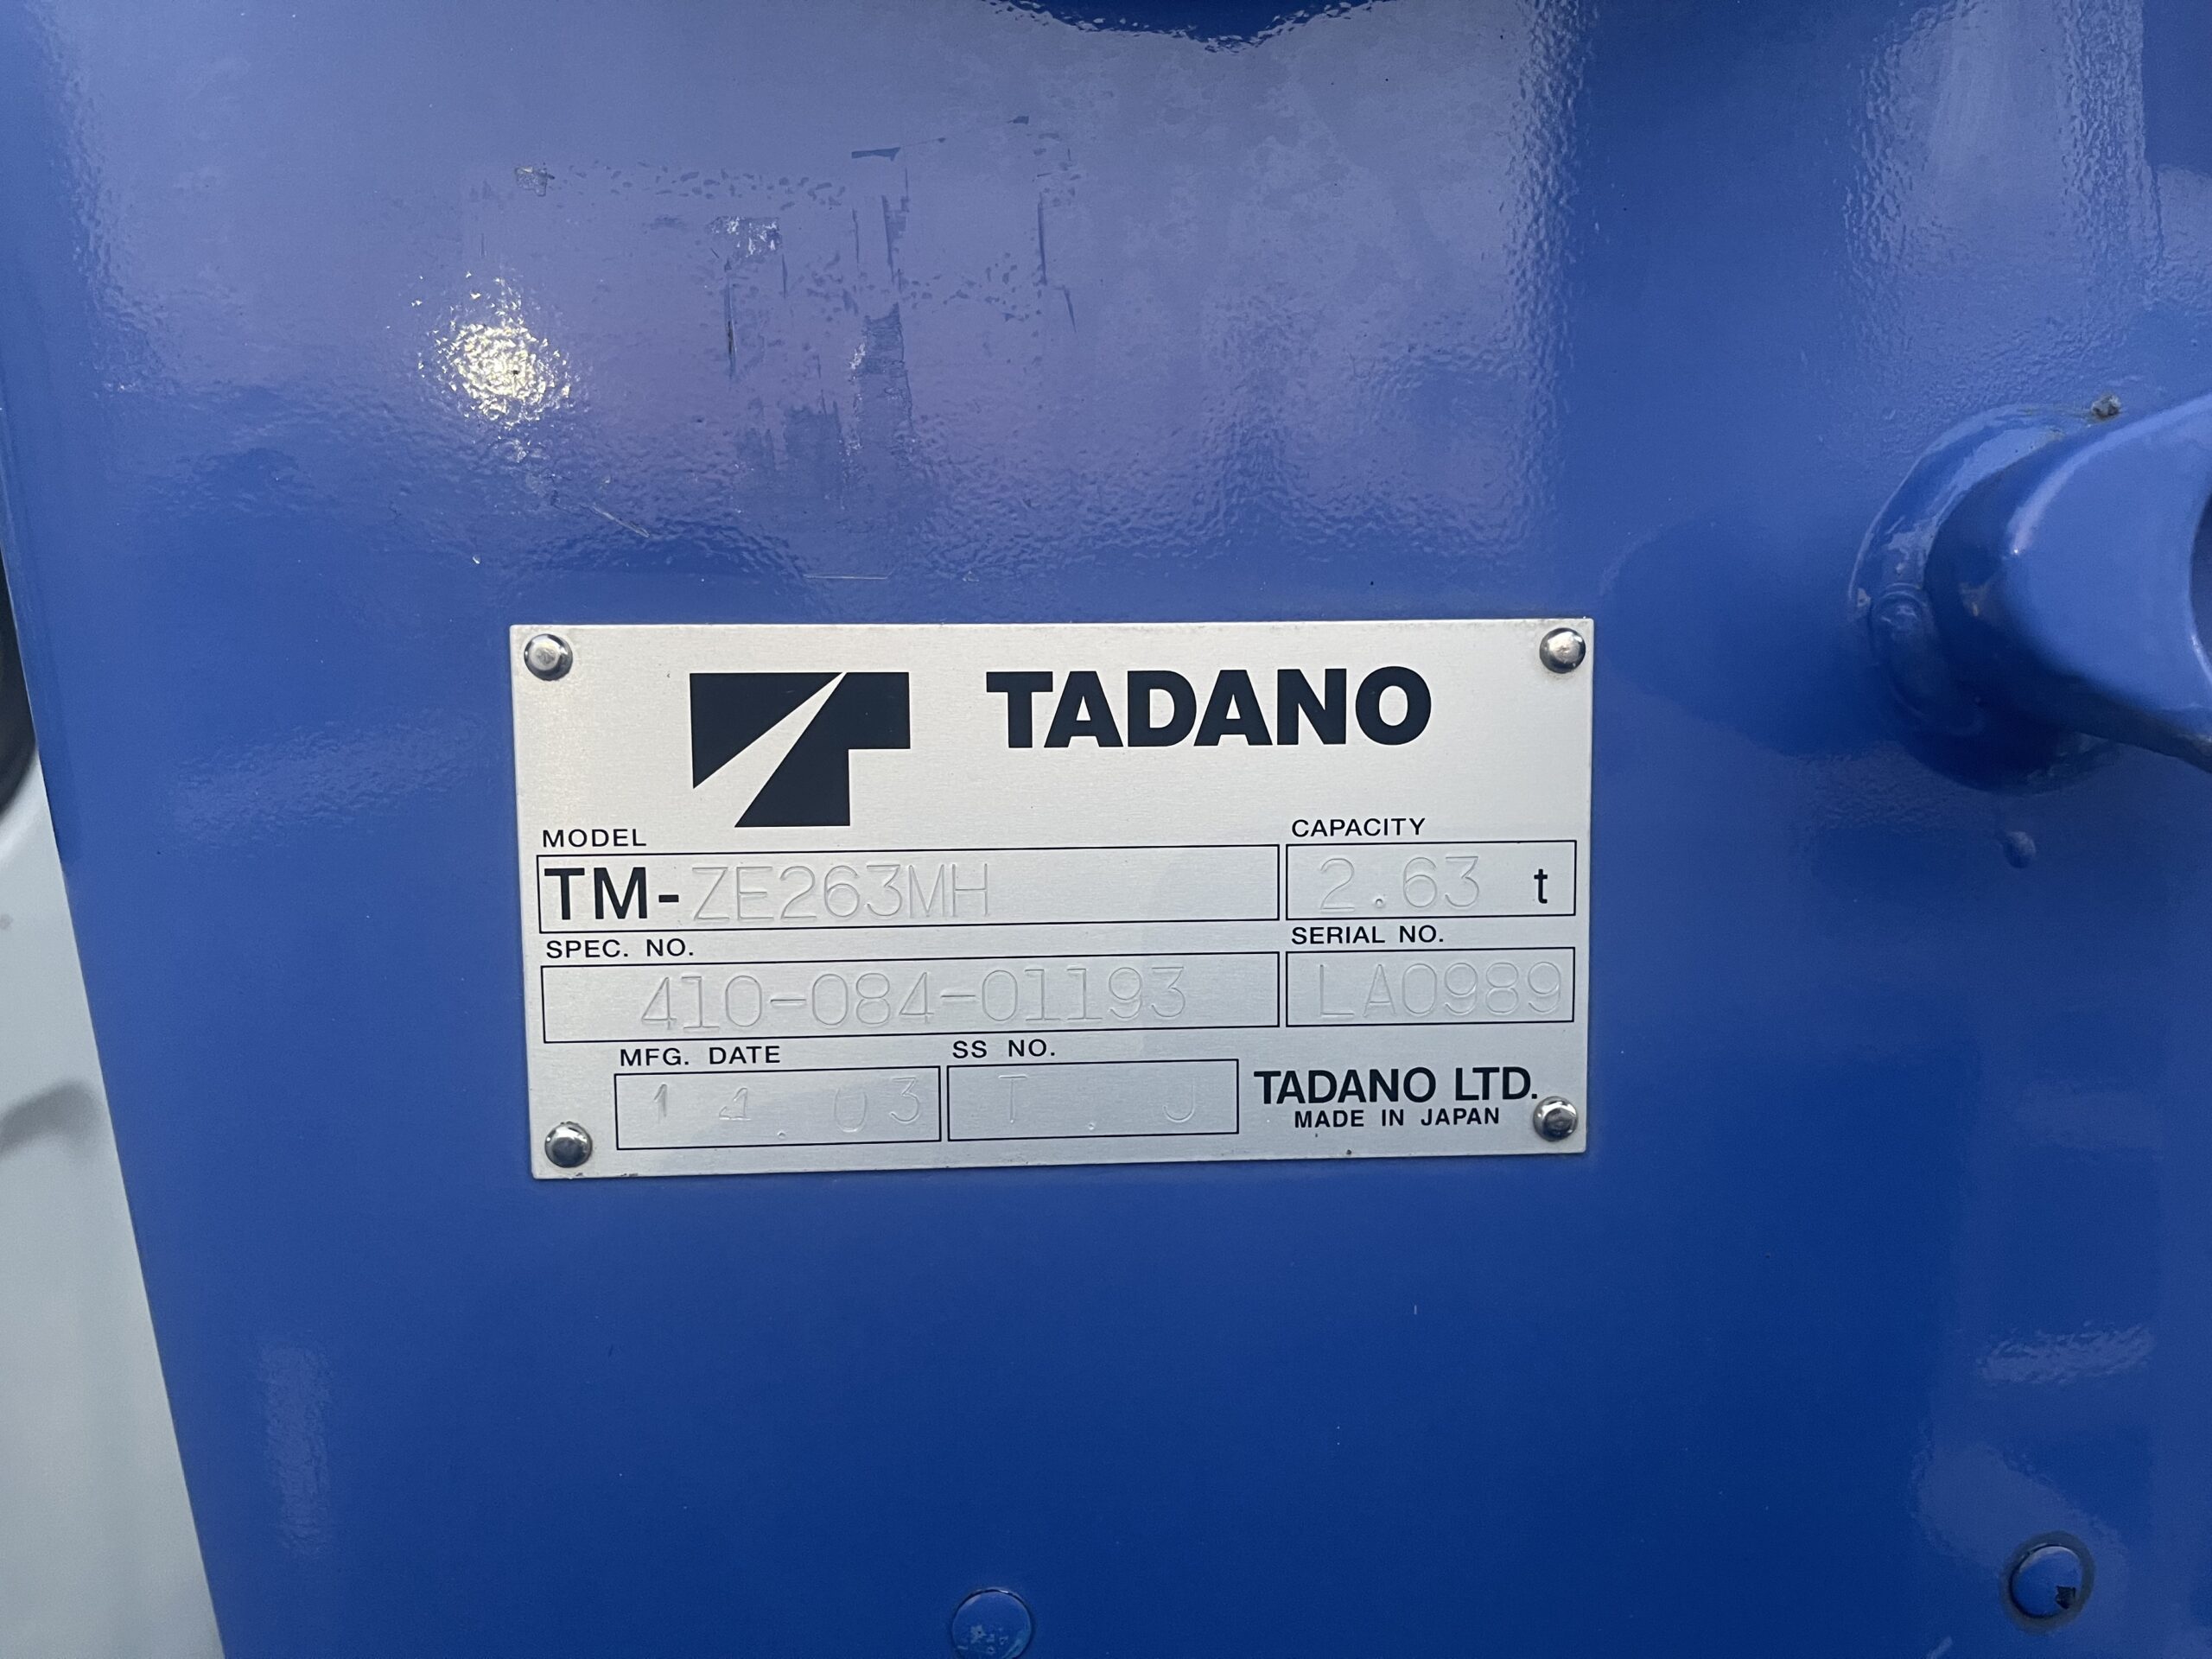 TADANO
MODEL
CAPACITY
TM-ZE263MH
2.63 t
SPEC. NO.
SERIAL NO.
410-084-01193
LA0989
MFG. DATE
SS NO.
14.03
T.J
TADANO LTD.
MADE IN JAPAN